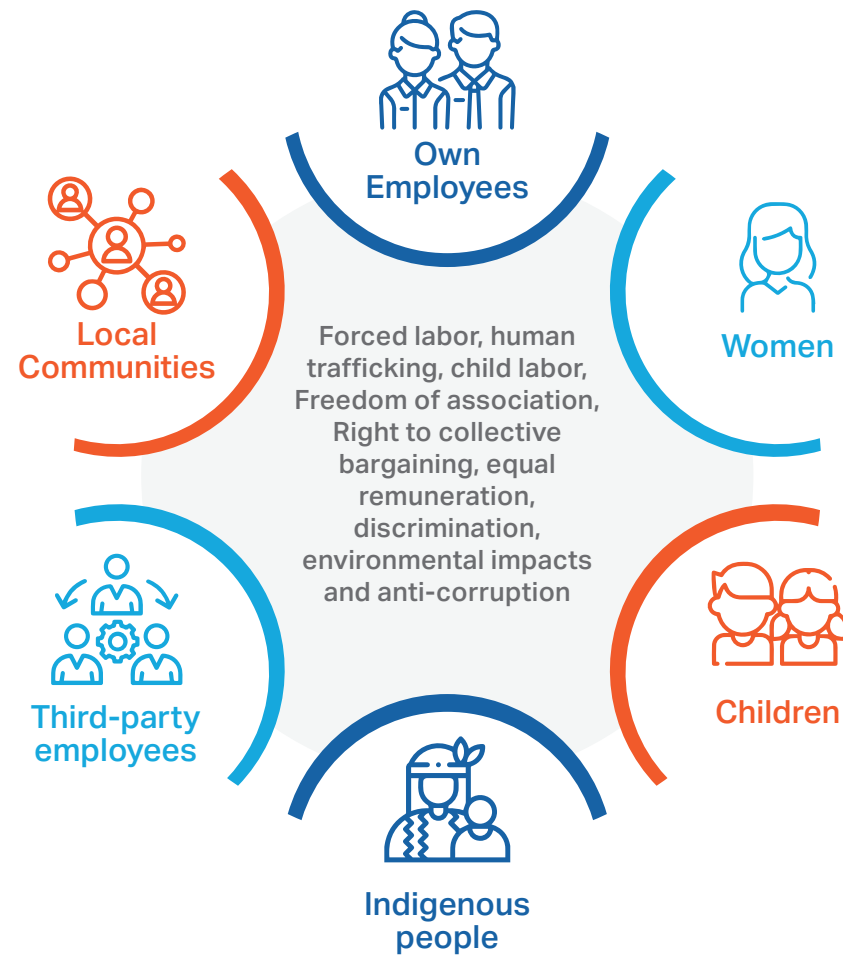 Own
Employees
Local
Communities
Women
Forced labor, human
trafficking, child labor,
Freedom of association,
Right to collective
bargaining, equal
remuneration,
discrimination,
environmental impacts
and anti-corruption
Third-party
employees
Children
Indigenous
people